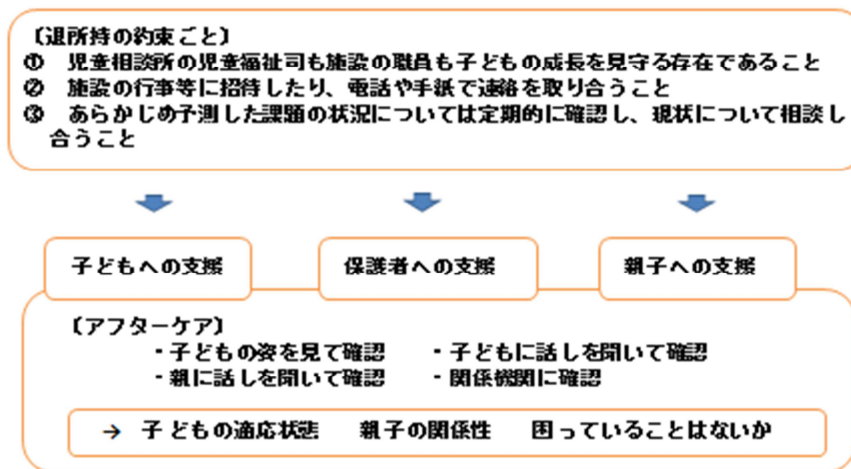 〔退所持の約束ごと〕
① 児童相談所の児童福祉司も施設の職員も子どもの成長を見守る存在であること
② 施設の行事等に招待したり、電話や手紙で連絡を取り合うこと
③ あらかじめ予測した課題の状況については定期的に確認し、現状について相談し
合うこと
子どもへの支援 保護者への支援 親子への支援
〔アフターケア〕
・子どもの姿を見て確認 ・子どもに話しを聞いて確認
・親に話しを聞いて確認 ・関係機関に確認
→ 子どもの適応状態 親子の関係性 困っていることはないか